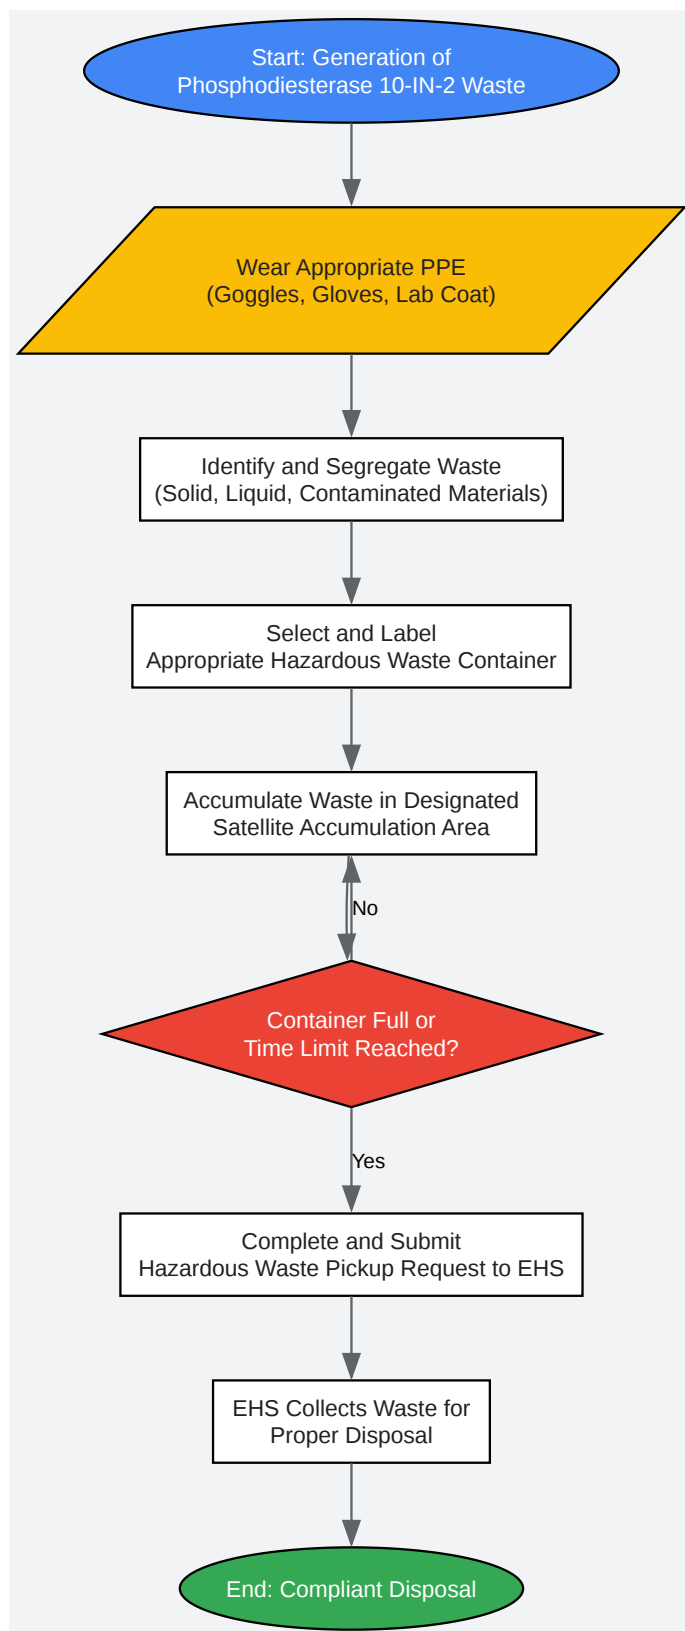 Start: Generation of
Phosphodiesterase 10-IN-2 Waste
Wear Appropriate PPE
(Goggles, Gloves, Lab Coat)
Identify and Segregate Waste
(Solid, Liquid, Contaminated Materials)
Select and Label
Appropriate Hazardous Waste Container
Accumulate Waste in Designated
Satellite Accumulation Area
No
Container Full or
Time Limit Reached?
Yes
Complete and Submit
Hazardous Waste Pickup Request to EHS
EHS Collects Waste for
Proper Disposal
End: Compliant Disposal